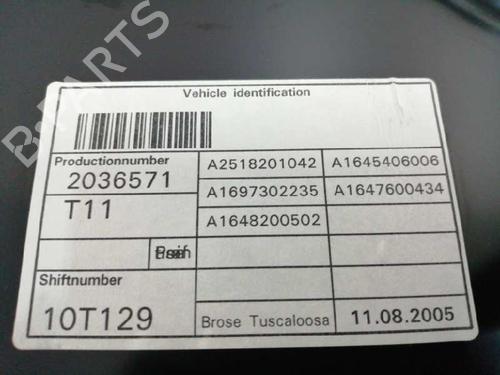 Vehicle identification
Productionnumber
2036571
A2518201042 A1645406006
T11
A1697302235 A1647600434
A1648200502
Shiftnumber
10T129
Brose Tuscaloosa 11.08.2005
B-PARTS